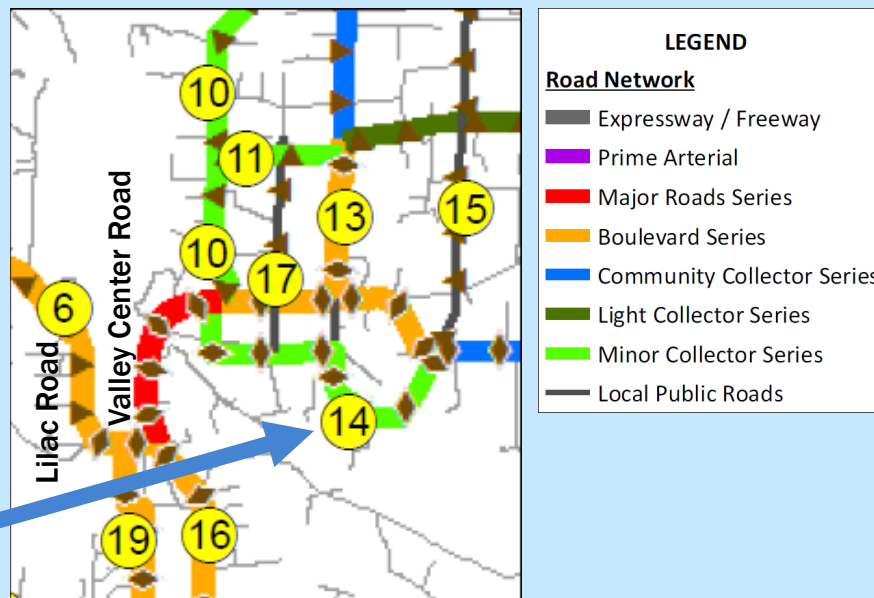 10
11
13
15
10
17
6
Valley Center Road
Lilac Road
14
19
16
LEGEND
Road Network
Expressway / Freeway
Prime Arterial
Major Roads Series
Boulevard Series
Community Collector Series
Light Collector Series
Minor Collector Series
Local Public Roads